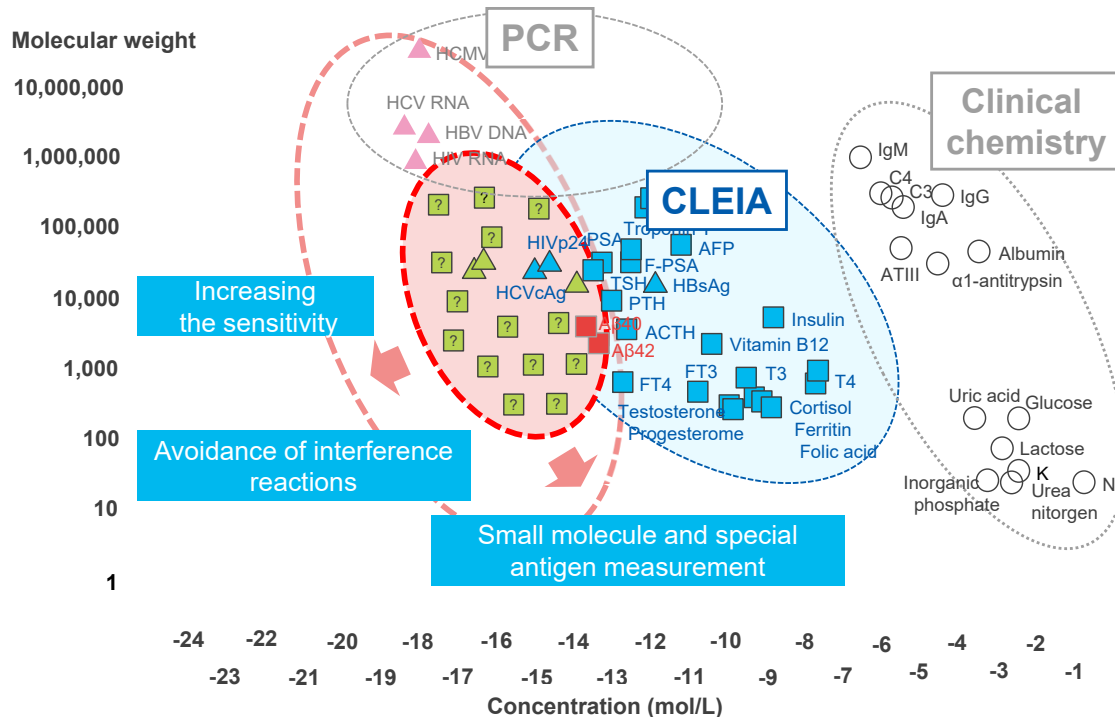 Molecular weight
10,000,000
1,000,000
100,000
10,000
1,000
100
10
1
PCR
HCMV
HCV RNA
HBV DNA
HIV RNA
Clinical
chemistry
IgM
C4
C3
IgG
IgA
Albumin
ATIII
α1-antitrypsin
CLEIA
PSA
AFP
HIVp24
F-PSA
TSH
HBsAg
HCVcAg
PTH
Aβ40
ACTH
Aβ42
Insulin
Vitamin B12
FT4
FT3
T3
T4
Testosterone
Progesterome
Cortisol
Ferritin
Folic acid
Uric acid
Glucose
Lactose
K
Inorganic
phosphate
Urea
nitorgen
N
? ? ?
?
?
?
? ? ?
? ? ?
? ?
Increasing
the sensitivity
Avoidance of interference
reactions
Small molecule and special
antigen measurement
-24 -22 -20 -18 -16 -14 -12 -10 -8 -6 -4 -2
-23 -21 -19 -17 -15 -13 -11 -9 -7 -5 -3 -1
Concentration (mol/L)